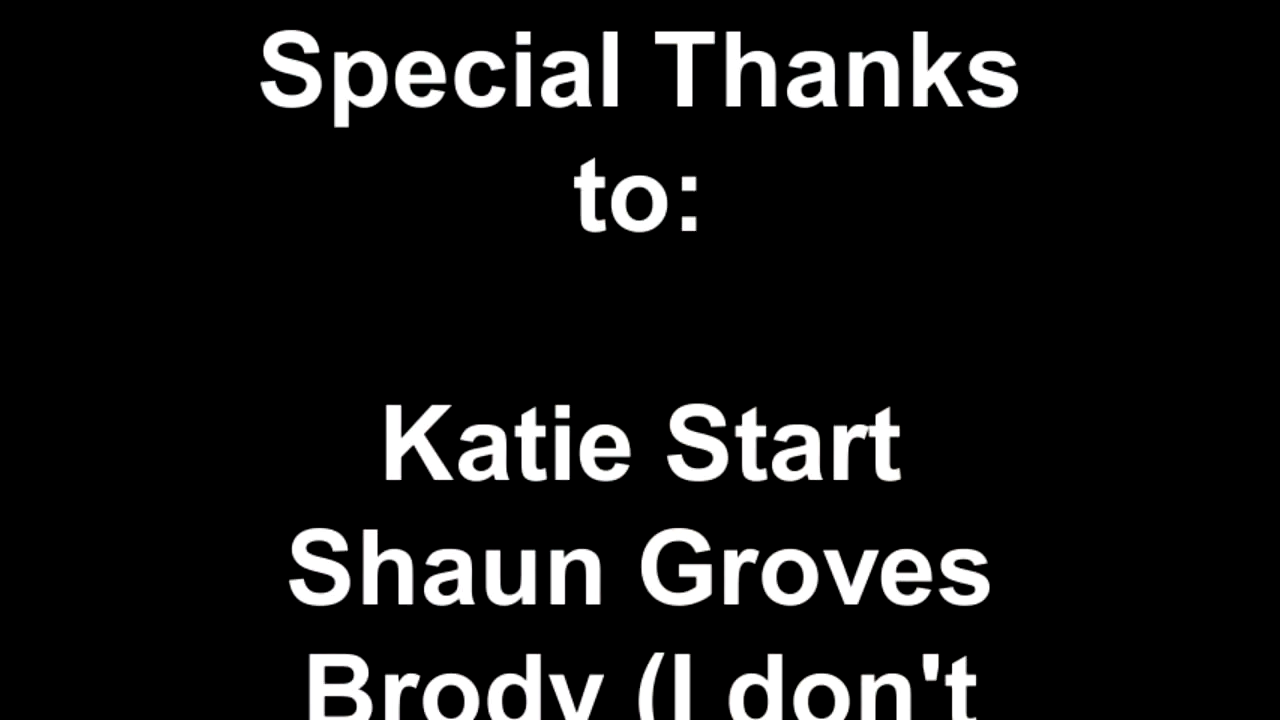 Special Thanks
to:
Katie Start
Shaun Groves
Brody (I don't